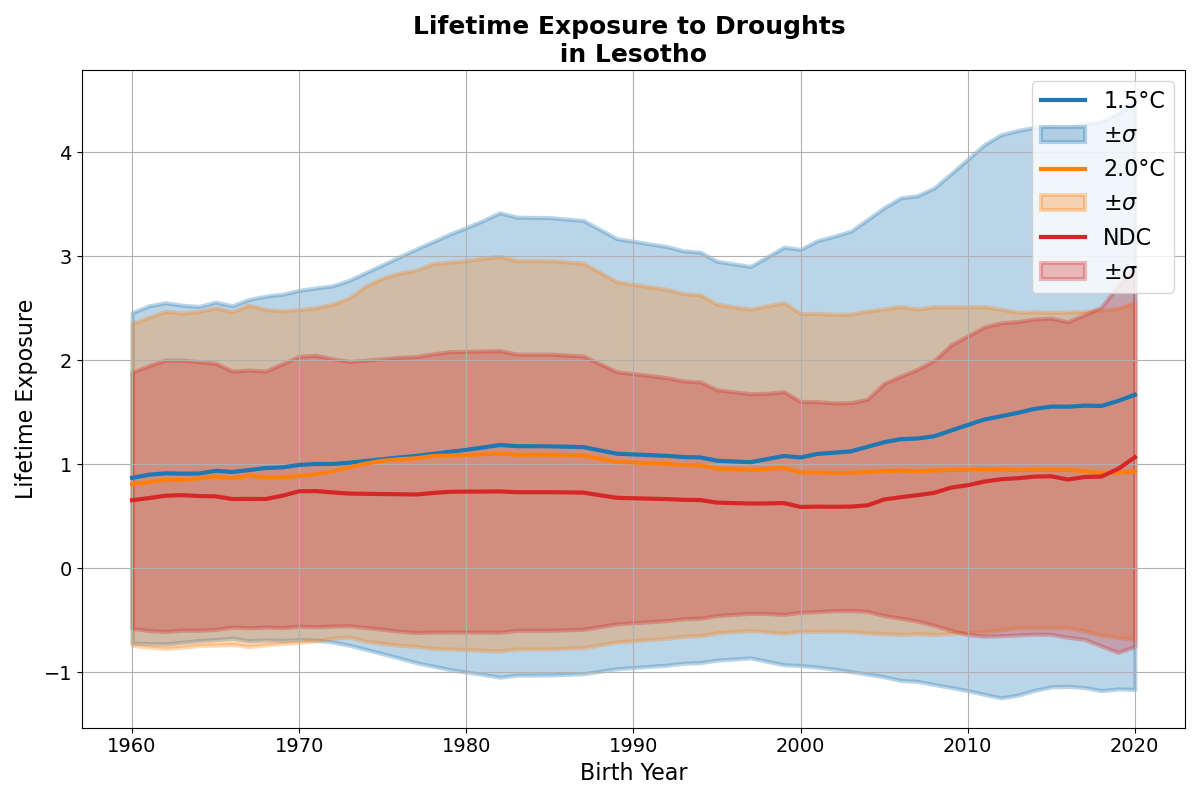 Lifetime Exposure to Droughts
in Lesotho
1.5°C
±σ
2.0°C
±σ
NDC
±σ
Lifetime Exposure
4
3
2
1
0
−1
1960
1970
1980
1990
2000
2010
2020
Birth Year